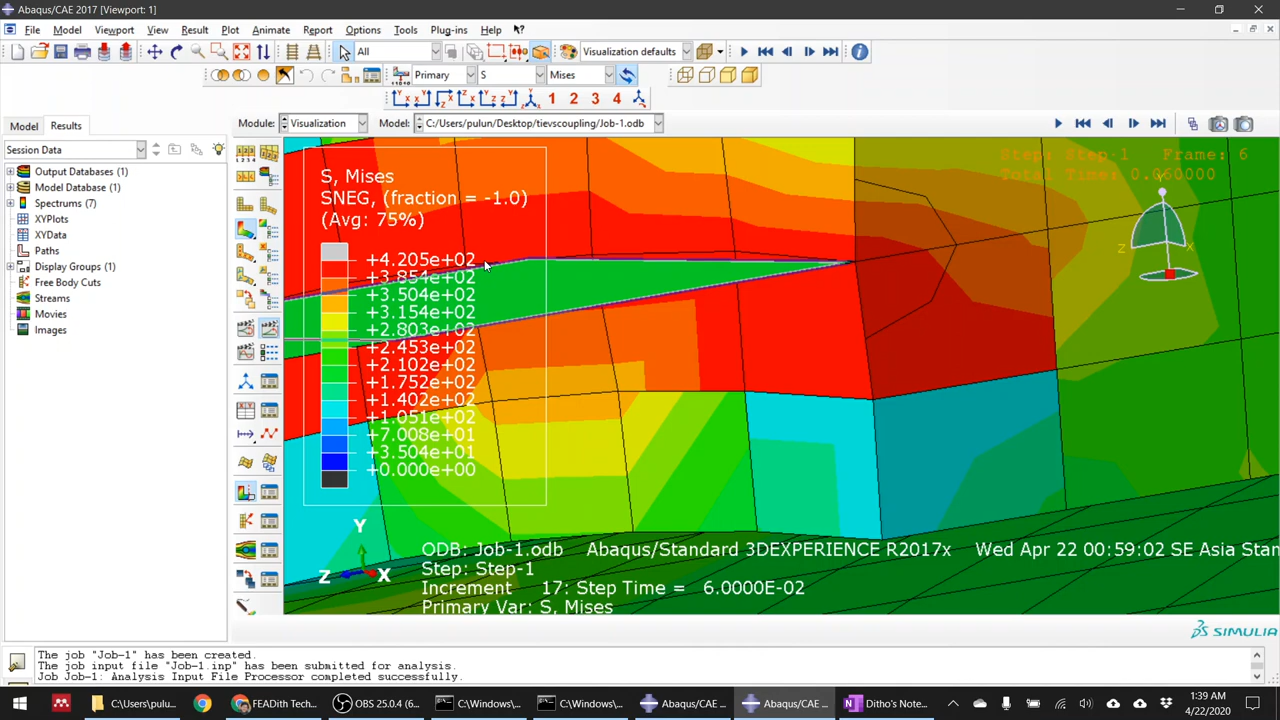 Abaqus/CAE 2017 [Viewport: 1]
File Model Viewport View Result Plot Animate Report Options Tools Plug-ins Help
All
Visualization defaults
Primary S Mises
1 2 3 4
Model Results
Module: Visualization Model: C:/Users/pulun/Desktop/tievscoupling/Job-1.odb
Session Data
Output Databases (1)
Model Database (1)
Spectrums (7)
XYPlots
XYData
Paths
Display Groups (1)
Free Body Cuts
Streams
Movies
Images
Step: Step-1 Frame: 6
Total Time: 0.060000
Y
Z
X
S, Mises
SNEG, (fraction = -1.0)
(Avg: 75%)
+4.205e+02
+3.854e+02
+3.504e+02
+3.154e+02
+2.803e+02
+2.453e+02
+2.102e+02
+1.752e+02
+1.402e+02
+1.051e+02
+7.008e+01
+3.504e+01
+0.000e+00
Y
Z X
ODB: Job-1.odb Abaqus/Standard 3DEXPERIENCE R2017x Wed Apr 22 00:59:02 SE Asia Stan
Step: Step-1
Increment 17: Step Time = 6.0000E-02
Primary Var: S, Mises
SIMULIA
The job "Job-1" has been created.
The job input file "Job-1.inp" has been submitted for analysis.
Job Job-1: Analysis Input File Processor completed successfully.
C:\Users\pulu...
FEADith Tech...
OBS 25.0.4 (6...
C:\Windows\...
C:\Windows\...
Abaqus/CAE ...
Abaqus/CAE ...
Ditho's Note...
1:39 AM
4/22/2020